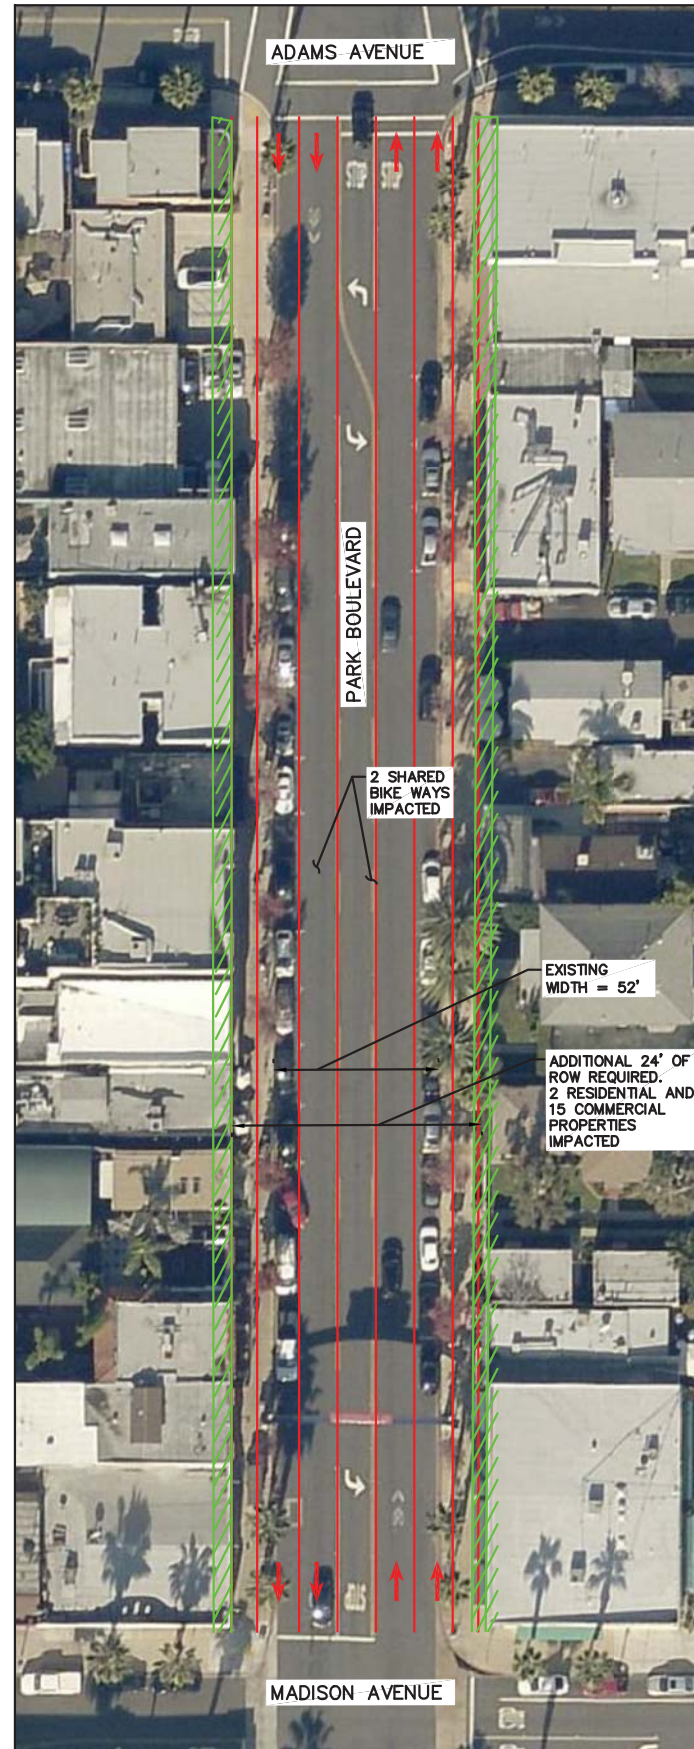 ADAMS AVENUE
PARK BOULEVARD
2 SHARED
BIKE WAYS
IMPACTED
EXISTING
WIDTH = 52'
ADDITIONAL 24' OF
ROW REQUIRED.
2 RESIDENTIAL AND
15 COMMERCIAL
PROPERTIES
IMPACTED
MADISON AVENUE